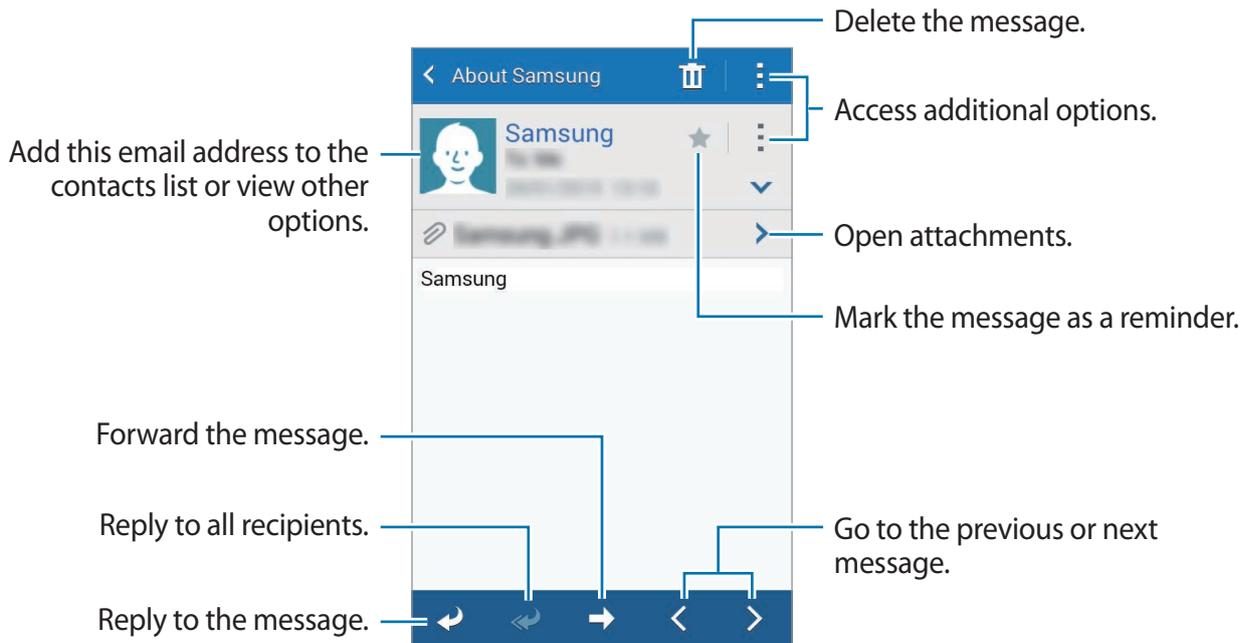 Delete the message.
About Samsung
Access additional options.
Samsung
Add this email address to the
contacts list or view other
options.
Open attachments.
Samsung
Mark the message as a reminder.
Forward the message.
Reply to all recipients.
Go to the previous or next
message.
Reply to the message.